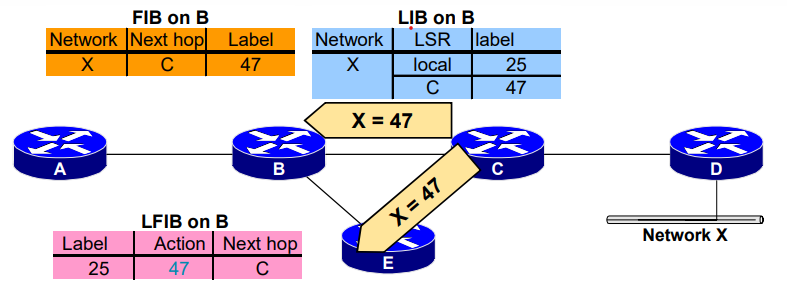 FIB on B
Network Next hop Label
X C 47
LIB on B
Network LSR label
X local 25
C 47
X = 47
A
B
C
D
X = 47
E
Network X
LFIB on B
Label Action Next hop
25 47 C